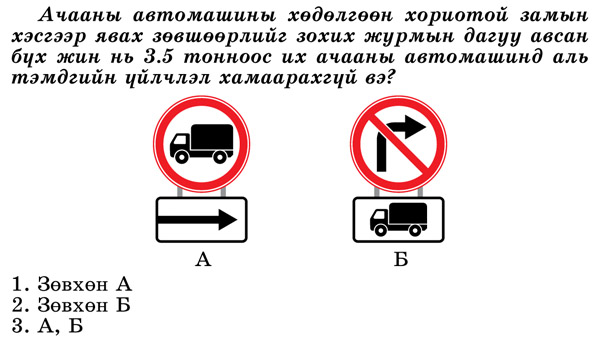 Ачааны автомашины хөдөлгөөн хориотой замын
хэсгээр явах зөвшөөрлийг зохих журмын дагуу авсан
бүх жин нь 3.5 тонноос их ачааны автомашинд аль
тэмдгийн үйлчлэл хамаарахгүй вэ?
А Б
1. Зөвхөн А
2. Зөвхөн Б
3. А, Б